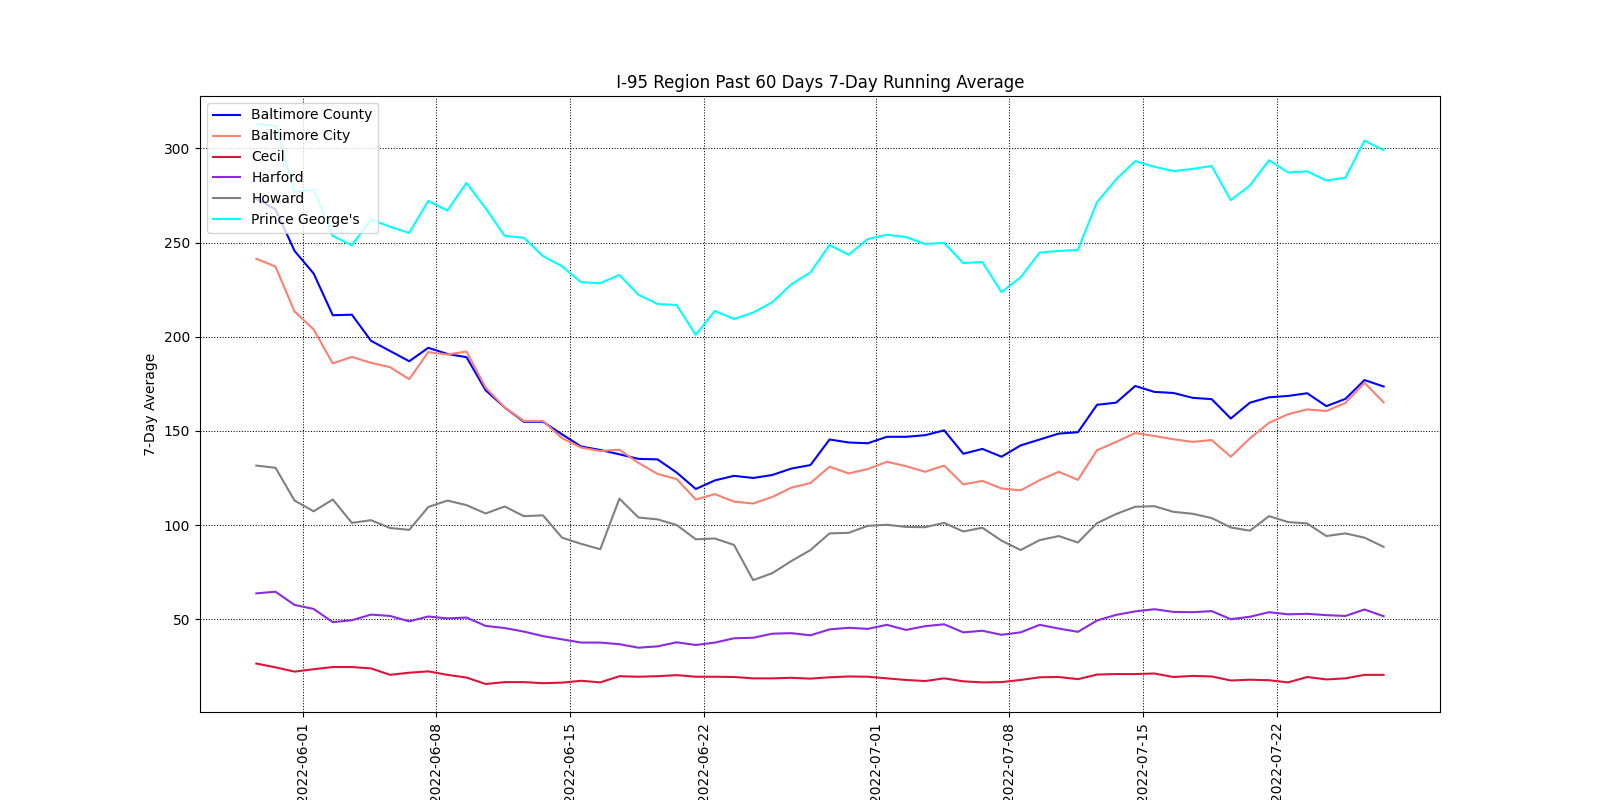 I-95 Region Past 60 Days 7-Day Running Average
Baltimore County
Baltimore City
Cecil
Harford
Howard
Prince George's
300
250
200
150
100
50
7-Day Average
2022-06-01
2022-06-08
2022-06-15
2022-06-22
2022-07-01
2022-07-08
2022-07-15
2022-07-22